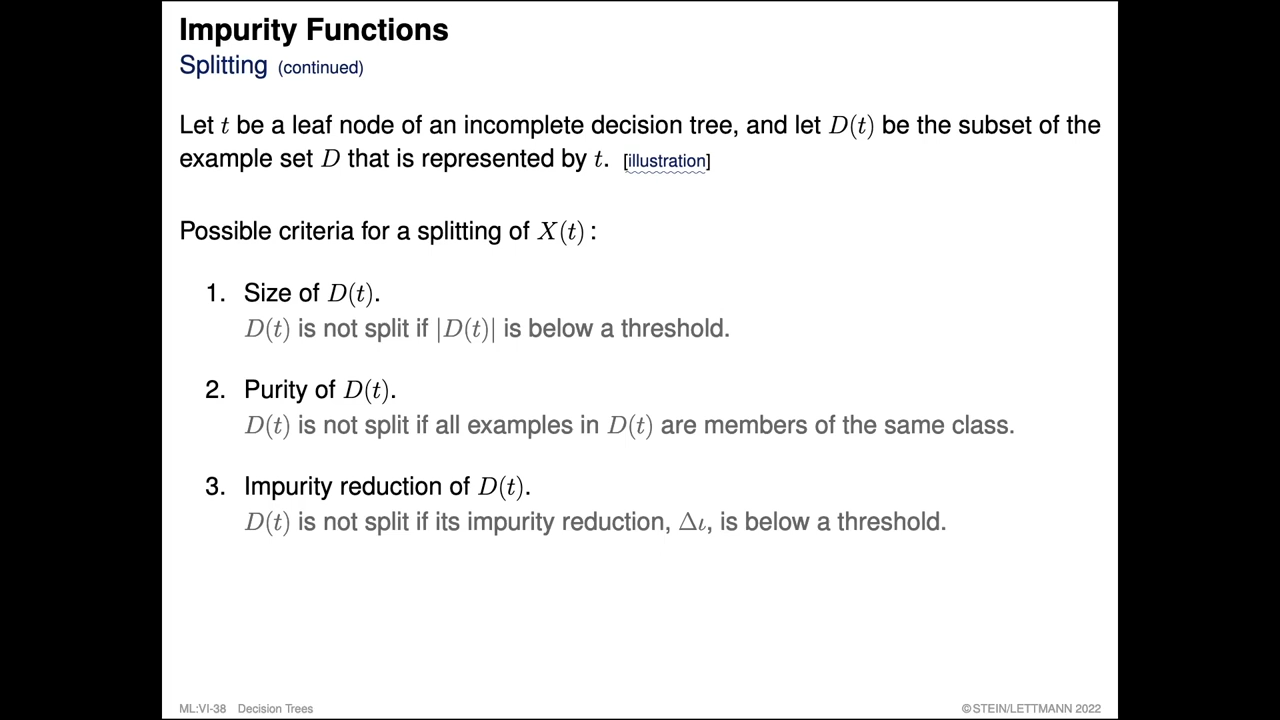 Impurity Functions
Splitting (continued)
Let t be a leaf node of an incomplete decision tree, and let D(t) be the subset of the
example set D that is represented by t. [illustration]
Possible criteria for a splitting of X(t) :
1. Size of D(t).
D(t) is not split if |D(t)| is below a threshold.
2. Purity of D(t).
D(t) is not split if all examples in D(t) are members of the same class.
3. Impurity reduction of D(t).
D(t) is not split if its impurity reduction, Δι, is below a threshold.
ML:VI-38 Decision Trees ©STEIN/LETTMANN 2022